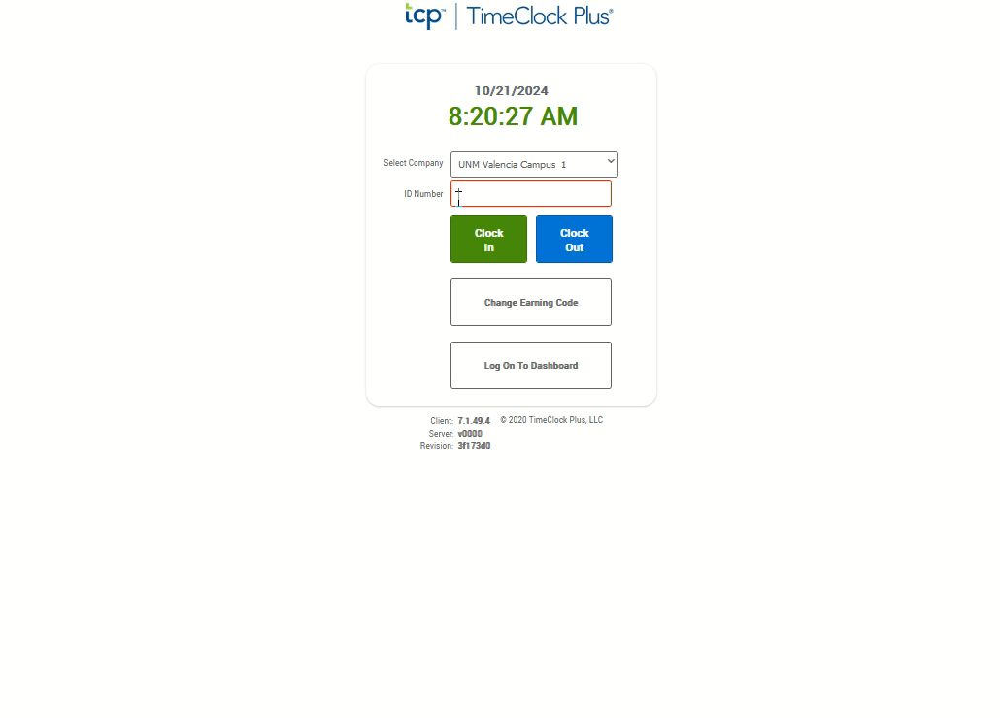 tcp™ | TimeClock Plus®
10/21/2024
8:20:27 AM
Select Company UNM Valencia Campus 1
ID Number
Clock In
Clock Out
Change Earning Code
Log On To Dashboard
Client: 7.1.49.4 © 2020 TimeClock Plus, LLC
Server: v0000
Revision: 3f173d0